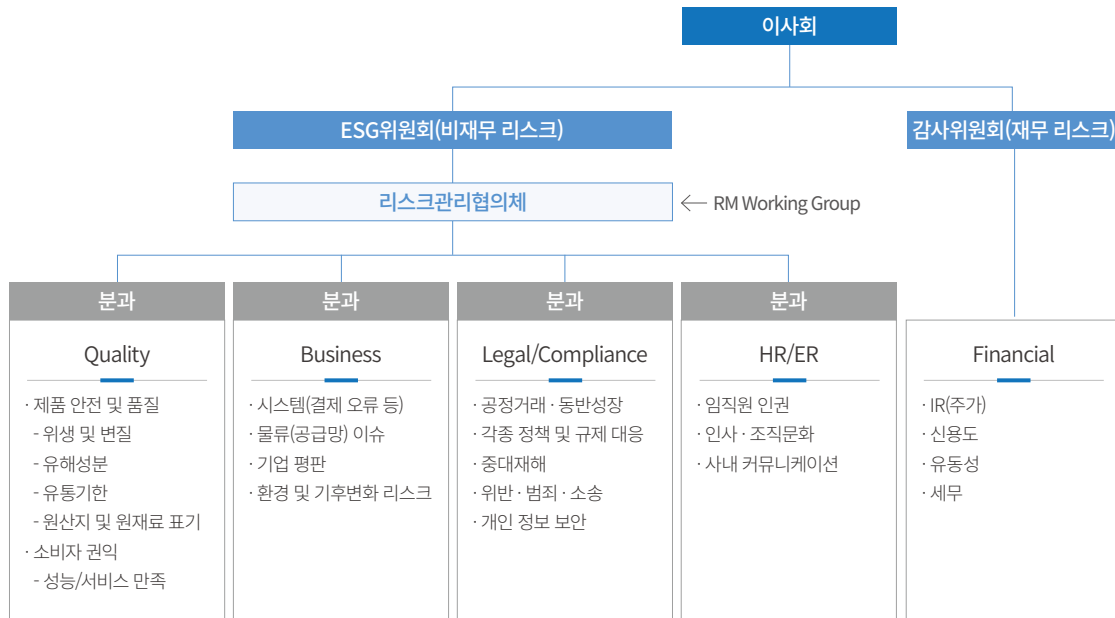 이사회
ESG위원회(비재무 리스크)
감사위원회(재무 리스크)
리스크관리협의체
RM Working Group
분과
Quality
· 제품 안전 및 품질
- 위생 및 변질
- 유해성분
- 유통기한
- 원산지 및 원재료 표기
· 소비자 권익
- 성능/서비스 만족
분과
Business
· 시스템(결제 오류 등)
· 물류(공급망) 이슈
· 기업 평판
· 환경 및 기후변화 리스크
분과
Legal/Compliance
· 공정거래 · 동반성장
· 각종 정책 및 규제 대응
· 중대재해
· 위반 · 범죄 · 소송
· 개인 정보 보안
분과
HR/ER
· 임직원 인권
· 인사 · 조직문화
· 사내 커뮤니케이션
Financial
· IR(주가)
· 신용도
· 유동성
· 세무